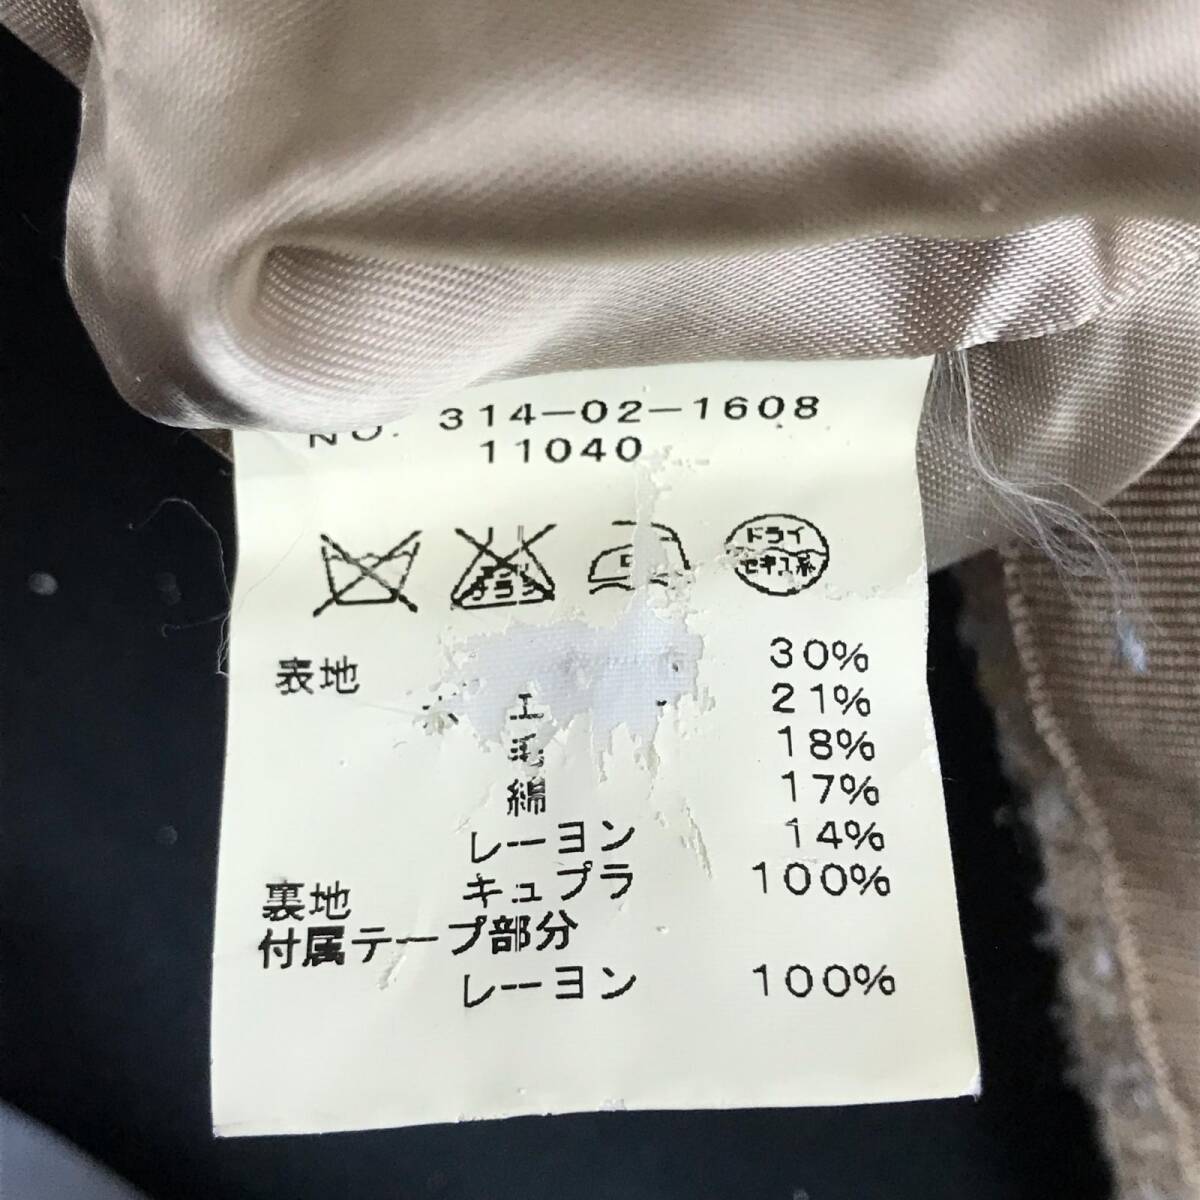 NO. 314-02-1608
11040
ドライ
セキユ系
表地 30%
21%
毛 18%
綿 17%
レーヨン 14%
裏地 キュプラ 100%
付属テープ部分
レーヨン 100%